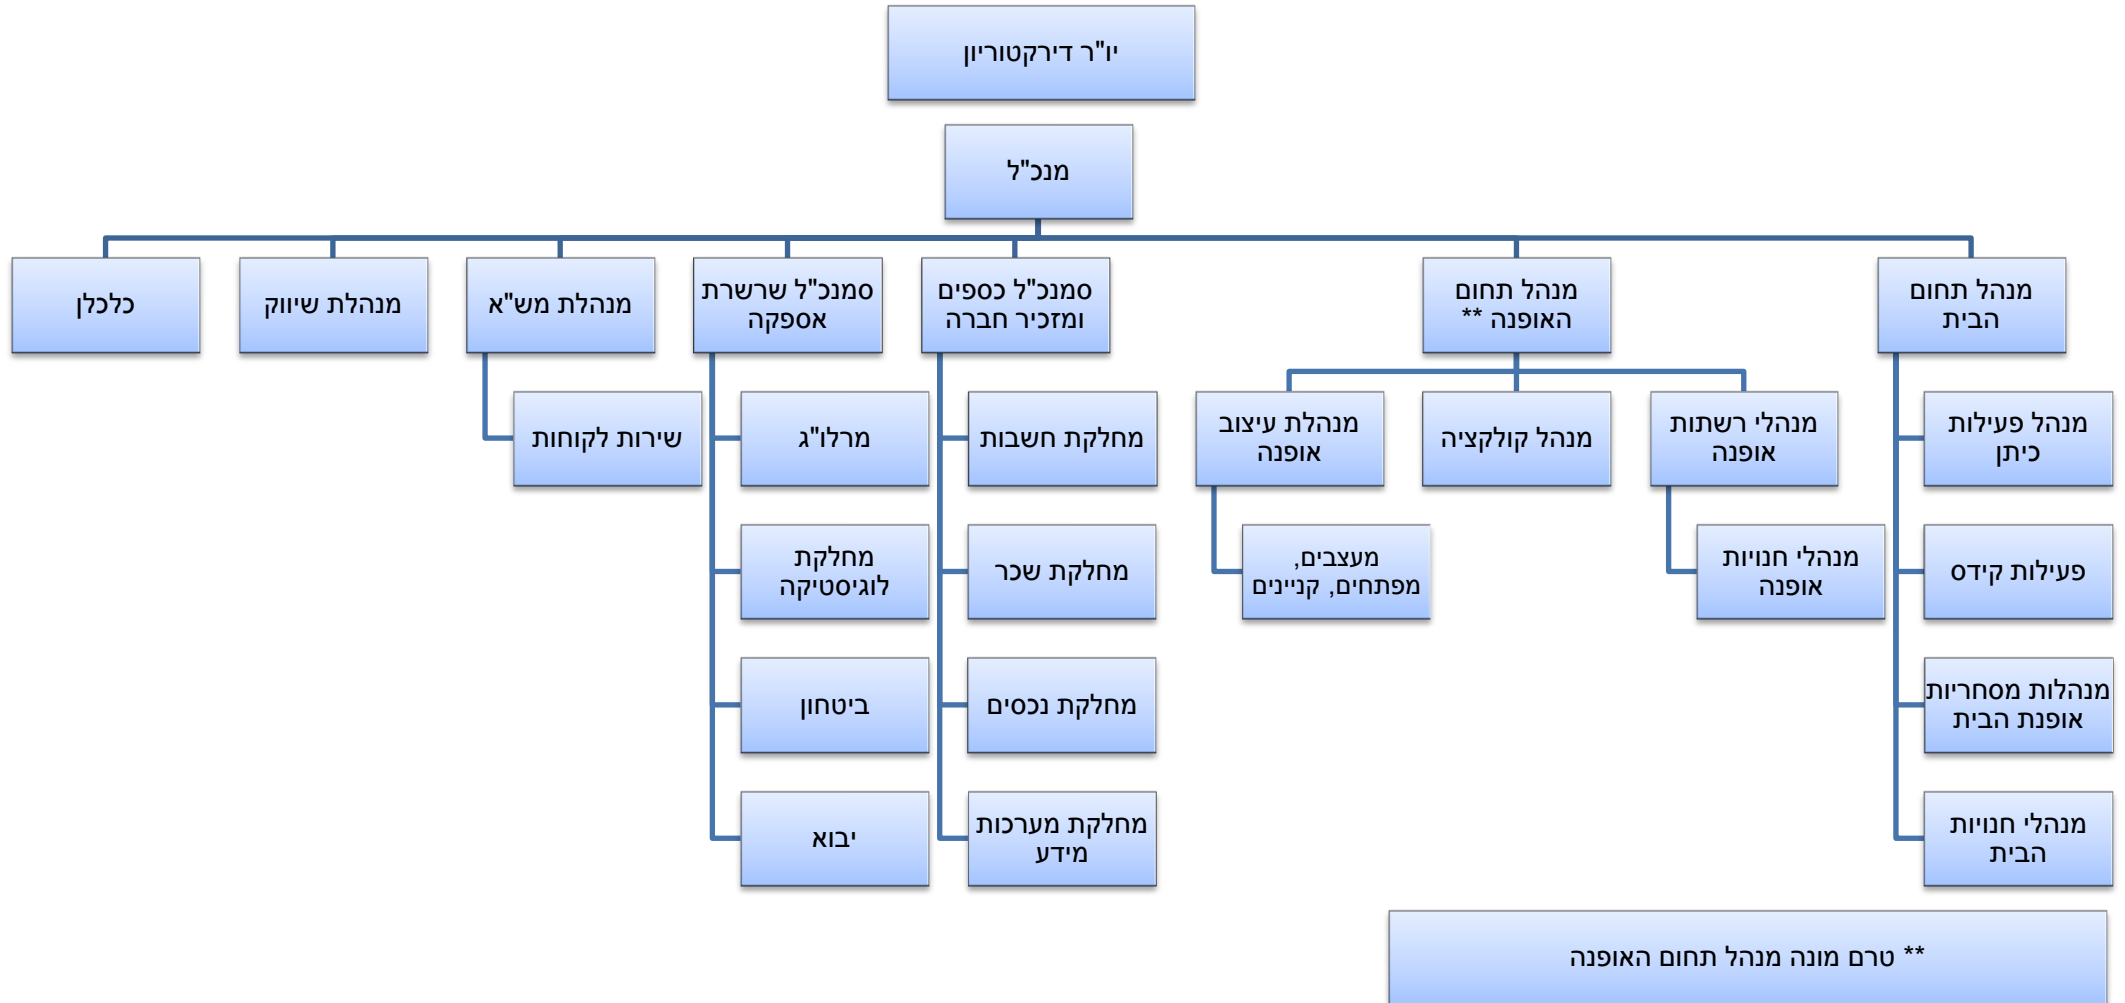 יו"ר דירקטוריון
מנכ"ל
מנהל תחום
הבית
מנהל תחום
האופנה **
סמנכ"ל כספים
ומזכיר חברה
סמנכ"ל שרשרת
אספקה
מנהלת מש"א
מנהלת שיווק
כלכלן
מנהל פעילות
כיתן
מנהלי רשתות
אופנה
מנהל קולקציה
מנהלת עיצוב
אופנה
מחלקת חשבות
מרלו"ג
שירות לקוחות
פעילות קידס
מנהלי חנויות
אופנה
מעצבים,
מפתחים, קניינים
מחלקת שכר
מחלקת
לוגיסטיקה
מנהלות מסחריות
אופנת הבית
מחלקת נכסים
ביטחון
מנהלי חנויות
הבית
מחלקת מערכות
מידע
יבוא
** טרם מונה מנהל תחום האופנה